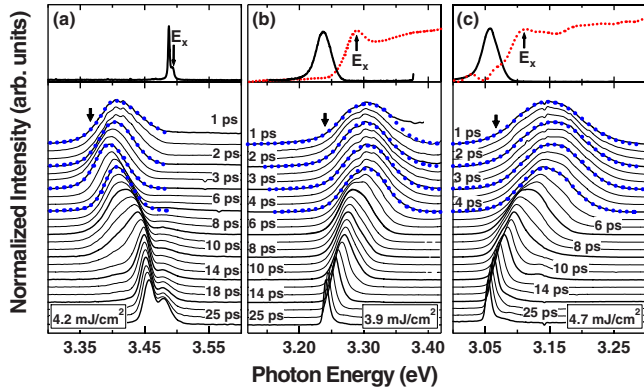 (a)
(b)
(c)
Eₓ
Eₓ
Eₓ
Normalized Intensity (arb. units)
1 ps
2 ps
3 ps
6 ps
8 ps
10 ps
14 ps
18 ps
25 ps
4.2 mJ/cm²
1 ps
2 ps
3 ps
4 ps
6 ps
8 ps
10 ps
14 ps
25 ps
3.9 mJ/cm²
1 ps
2 ps
3 ps
4 ps
6 ps
8 ps
10 ps
14 ps
25 ps
4.7 mJ/cm²
3.35 3.45 3.55
3.20 3.30 3.40
3.05 3.15 3.25
Photon Energy (eV)